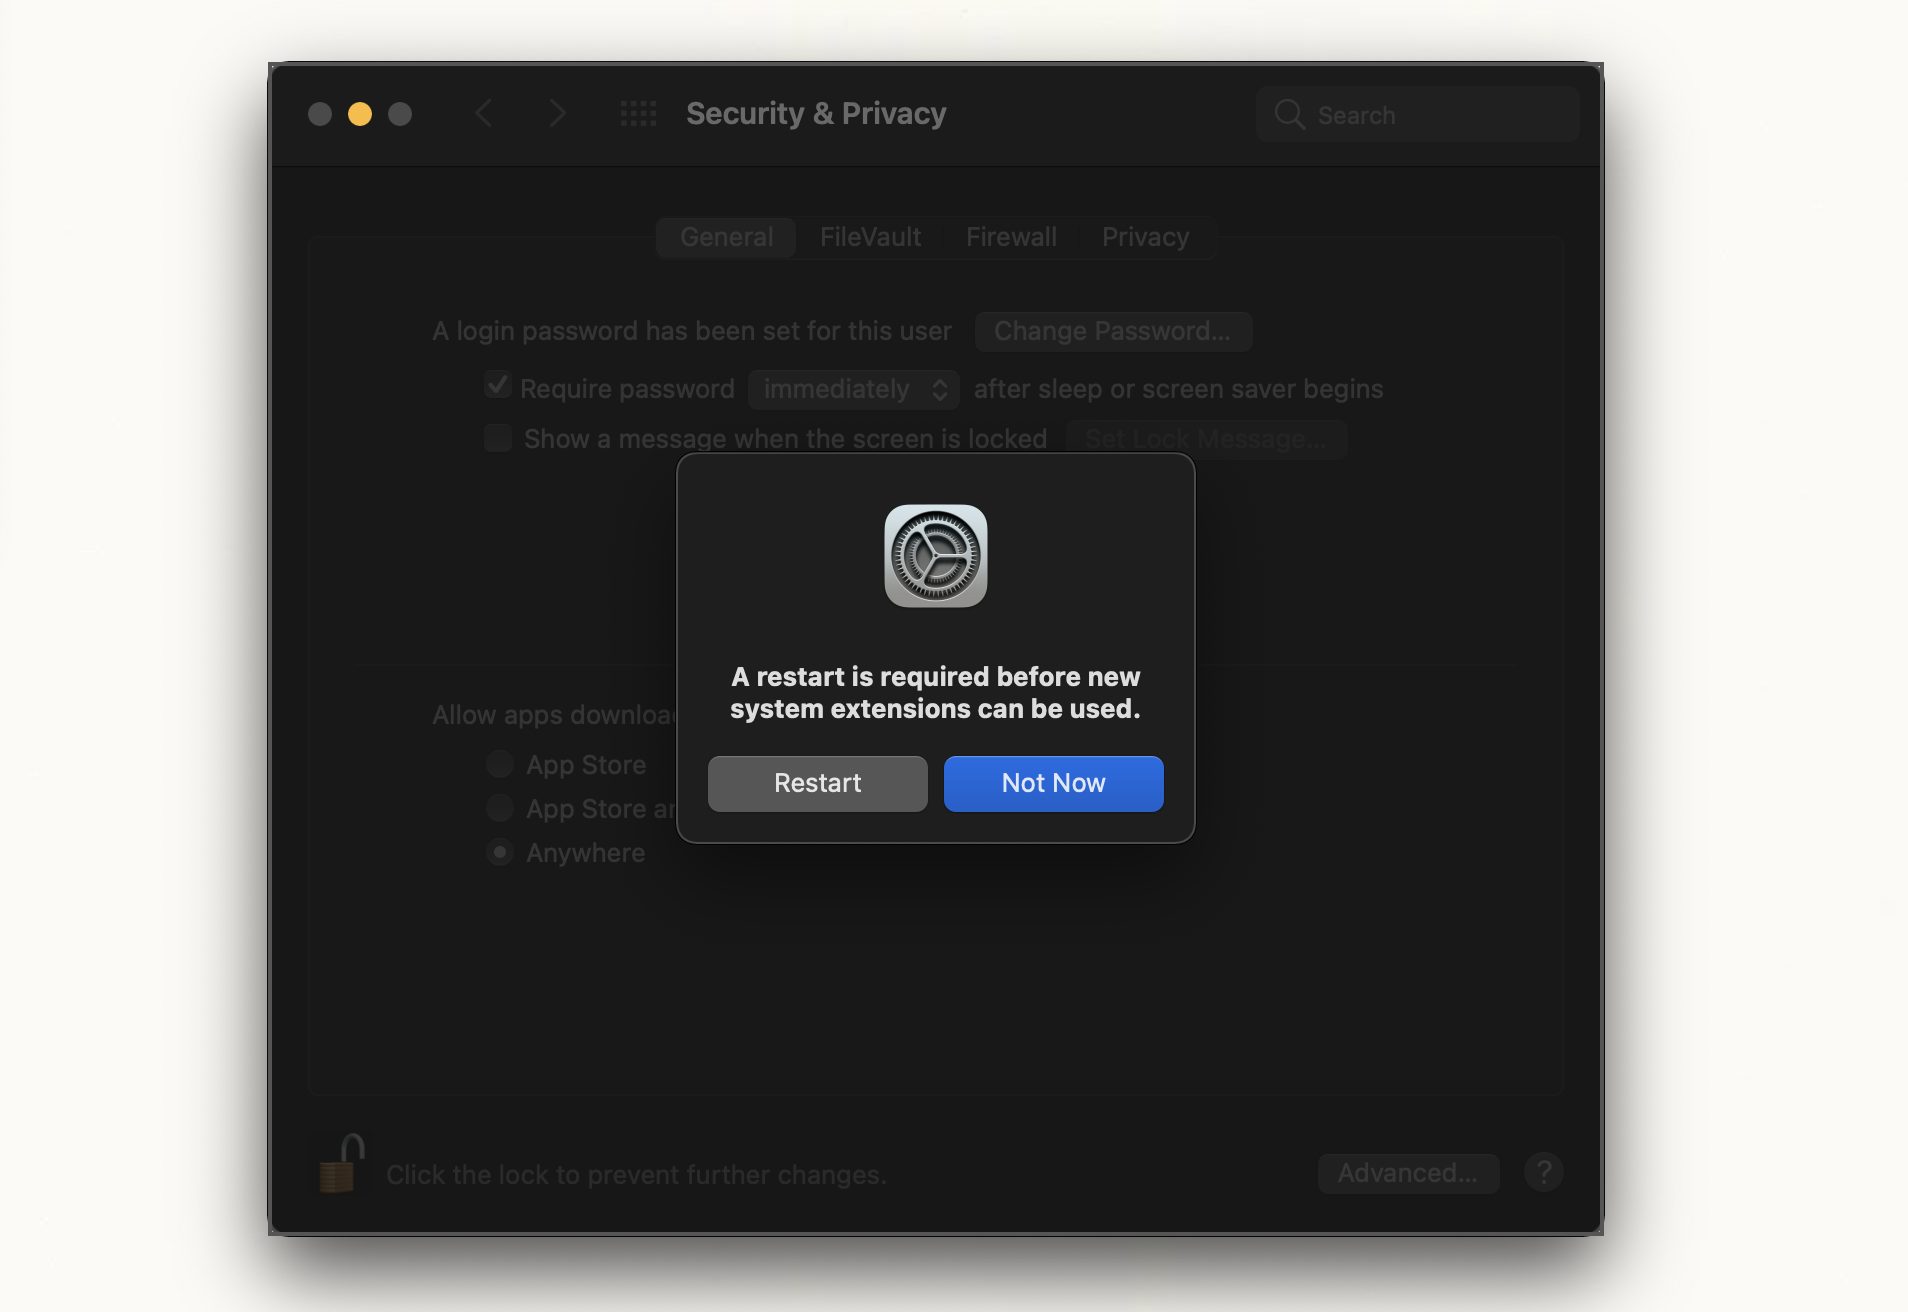 Security & Privacy
Search
General FileVault Firewall Privacy
A login password has been set for this user Change Password...
Require password immediately after sleep or screen saver begins
Show a message when the screen is locked Set Lock Message...
A restart is required before new
system extensions can be used.
Allow apps downloa
Restart Not Now
App Store
App Store ar
Anywhere
Click the lock to prevent further changes.
Advanced... ?